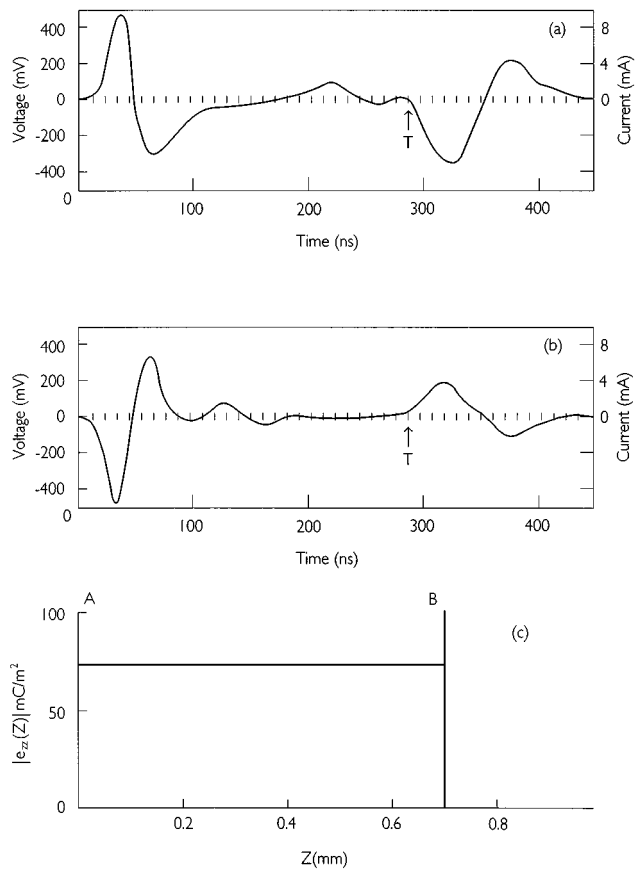 (a)
Voltage (mV)
400
200
0
-200
-400
0
8
4
0
Current (mA)
T
100
200
300
400
Time (ns)
(b)
Voltage (mV)
400
200
0
-200
-400
0
8
4
0
Current (mA)
T
100
200
300
400
Time (ns)
A
B
(c)
|e_zz(Z)| mC/m²
100
50
0
0.2
0.4
0.6
0.8
Z(mm)